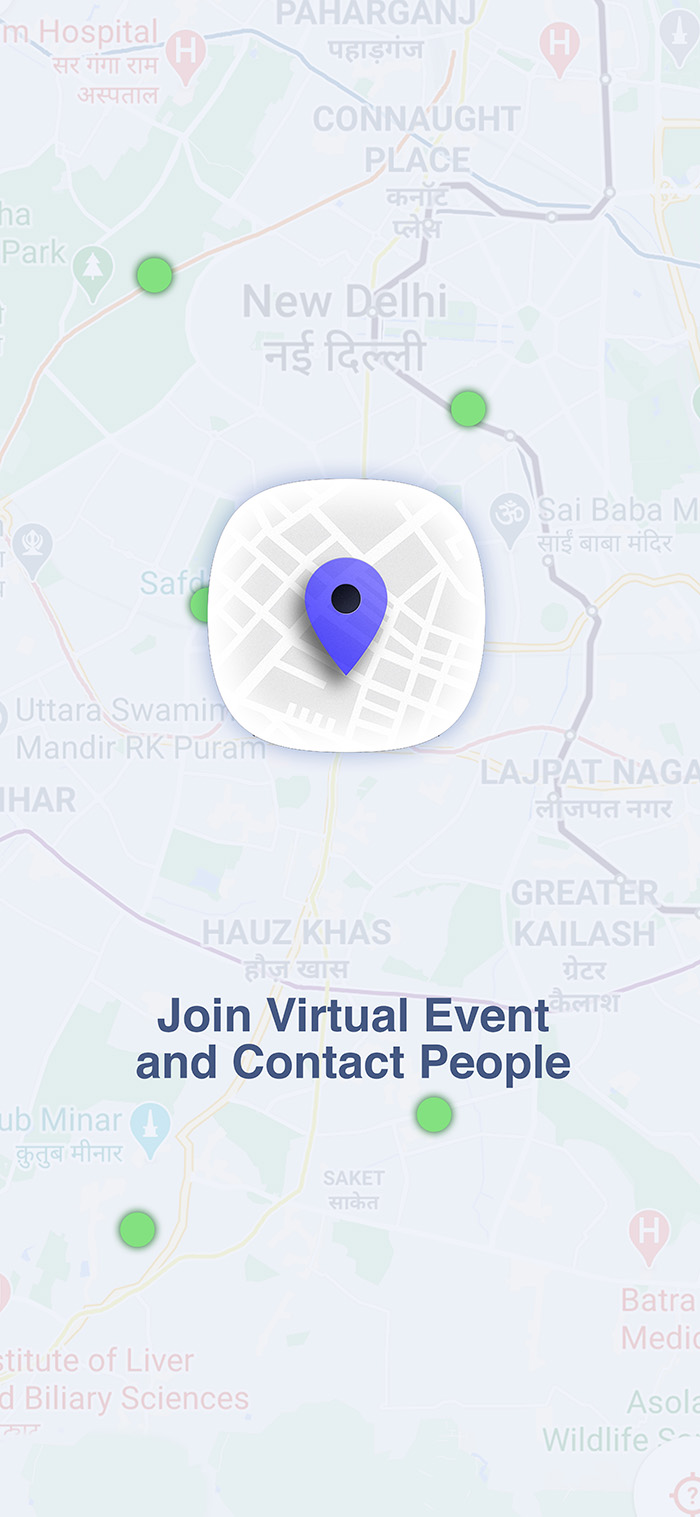 PAHARGANJ
पहाड़गंज
m Hospital
सर गंगा राम
अस्पताल
H
H
CONNAUGHT
PLACE
कनॉट
प्लेस
ha
Park
New Delhi
नई दिल्ली
Sai Baba M
साईं बाबा मंदिर
Safd
Uttara Swamim
Mandir RK Puram
LAJPAT NAGA
लाजपत नगर
IHAR
GREATER
KAILASH
ग्रेटर
कैलाश
HAUZ KHAS
हौज़ खास
Join Virtual Event
and Contact People
ub Minar
क़ुतुब मीनार
SAKET
साकेत
H
Batra
Medic
stitute of Liver
d Biliary Sciences
Asola
Wildlife S
?